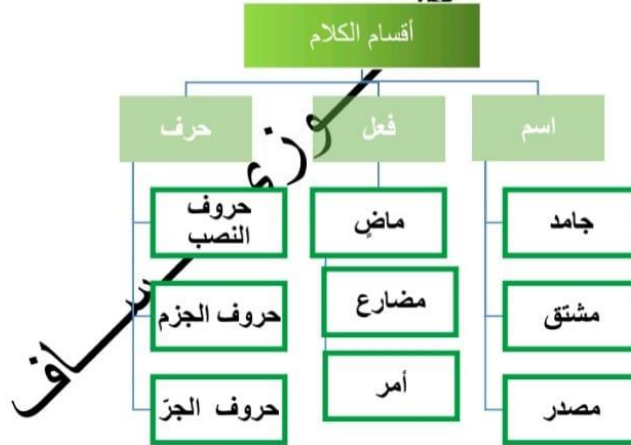 أقسام الكلام
اسم
فعل
حرف
جامد
ماضٍ
حروف
النصب
مشتق
مضارع
حروف الجزم
مصدر
أمر
حروف الجرّ